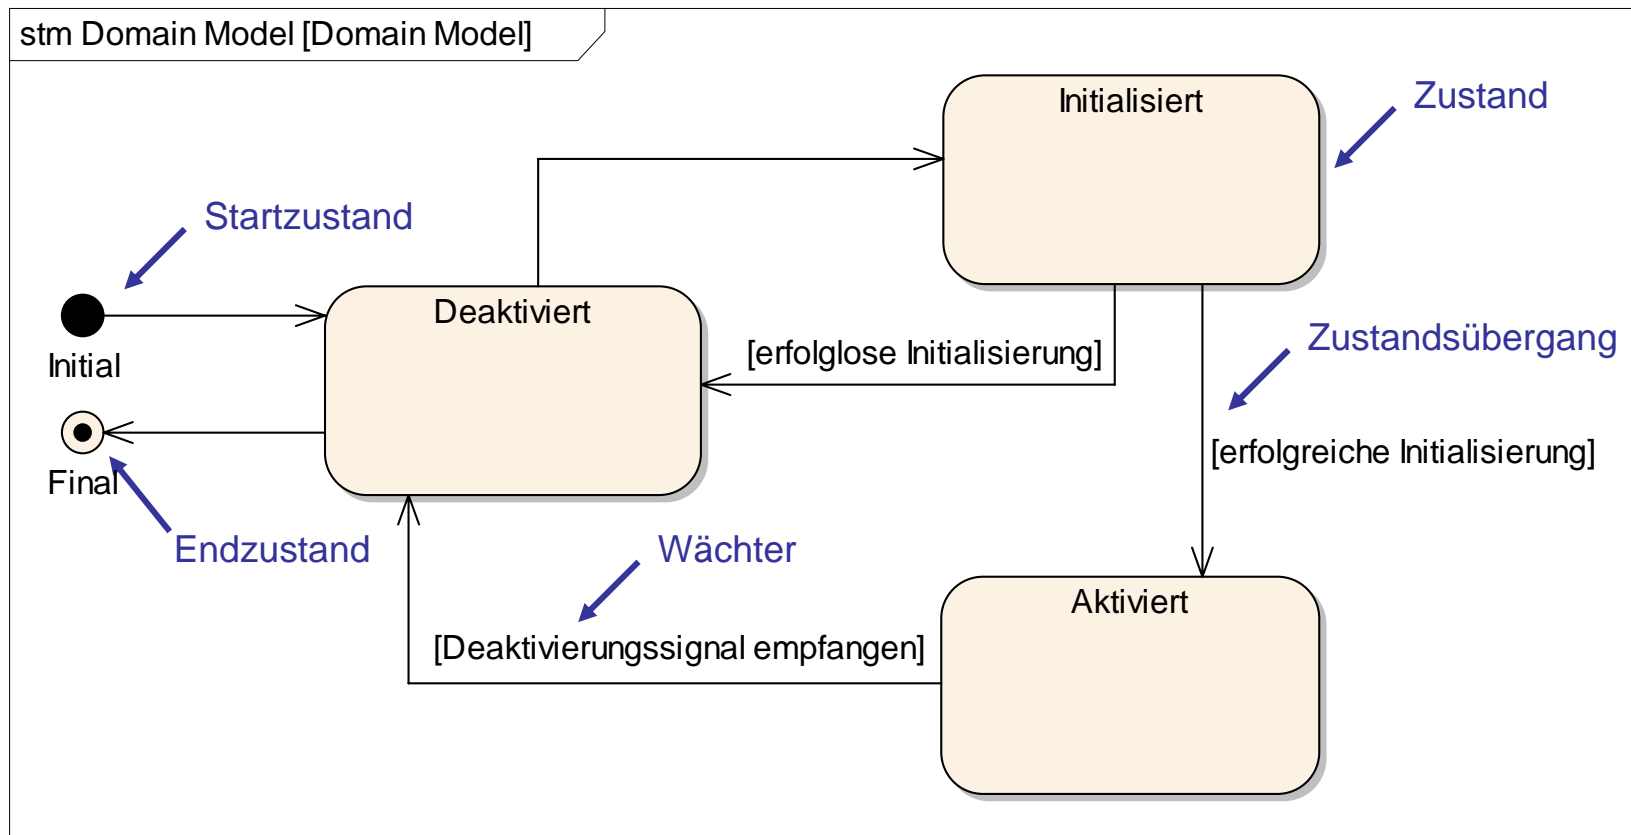 stm Domain Model [Domain Model]
Initialisiert
Zustand
Startzustand
Deaktiviert
Initial
[erfolglose Initialisierung]
Zustandsübergang
[erfolgreiche Initialisierung]
Final
Endzustand
Wächter
Aktiviert
[Deaktivierungssignal empfangen]